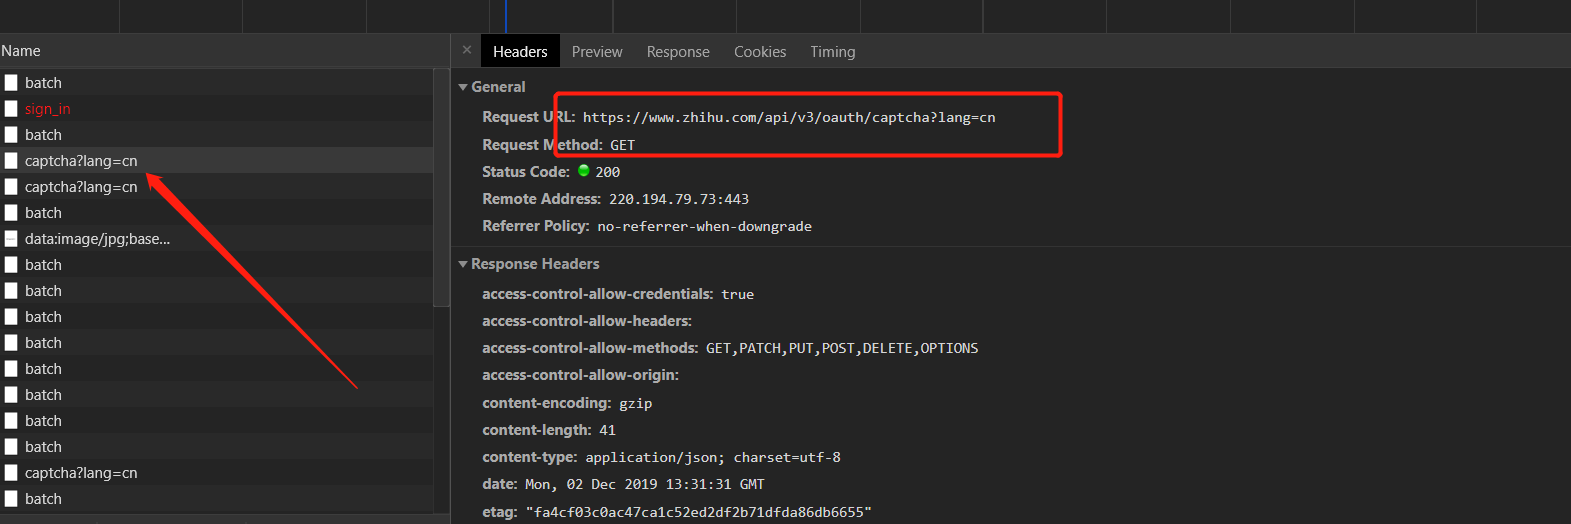 Name
batch
sign_in
batch
captcha?lang=cn
captcha?lang=cn
batch
data:image/jpg;base...
batch
batch
batch
batch
batch
batch
batch
batch
captcha?lang=cn
batch
× Headers Preview Response Cookies Timing
General
Request URL: https://www.zhihu.com/api/v3/oauth/captcha?lang=cn
Request Method: GET
Status Code: 200
Remote Address: 220.194.79.73:443
Referrer Policy: no-referrer-when-downgrade
Response Headers
access-control-allow-credentials: true
access-control-allow-headers:
access-control-allow-methods: GET,PATCH,PUT,POST,DELETE,OPTIONS
access-control-allow-origin:
content-encoding: gzip
content-length: 41
content-type: application/json; charset=utf-8
date: Mon, 02 Dec 2019 13:31:31 GMT
etag: "fa4cf03c0ac47ca1c52ed2df2b71dfda86db6655"